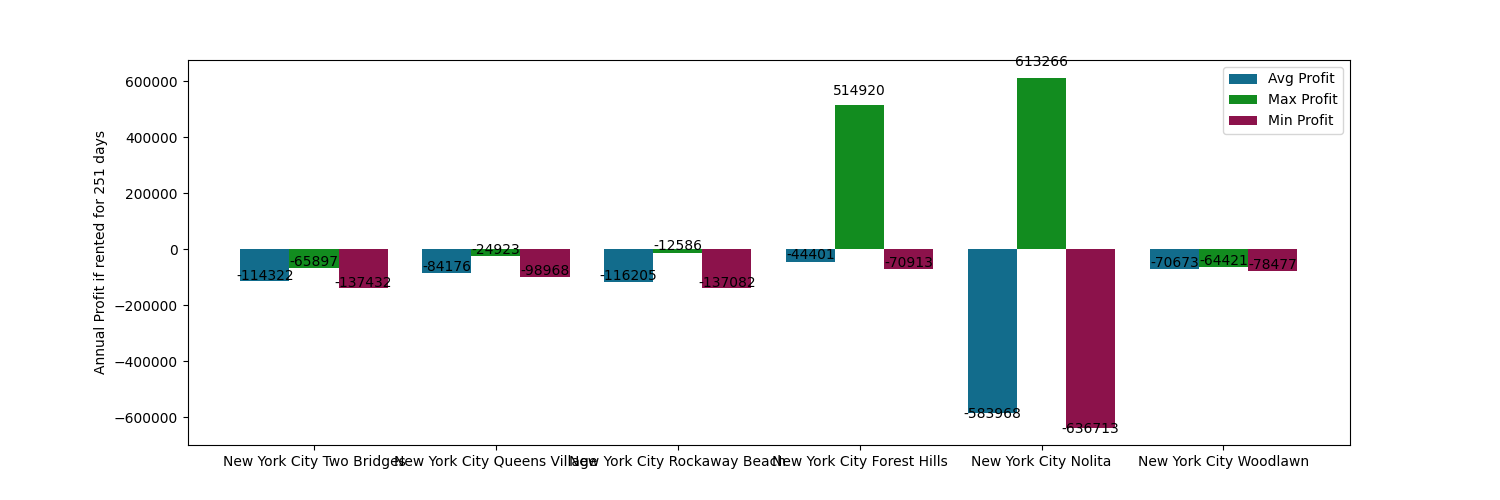 613266
600000
Avg Profit
514920
Max Profit
Min Profit
400000
Annual Profit if rented for 251 days
200000
0
-114322
-65897
-137432
-84176
-24923
-98968
-116205
-12586
-137082
-44401
-70913
-70673
-64421
-78477
−200000
−400000
-583968
-636713
−600000
New York City Two Bridges
New York City Queens Village
New York City Rockaway Beach
New York City Forest Hills
New York City Nolita
New York City Woodlawn